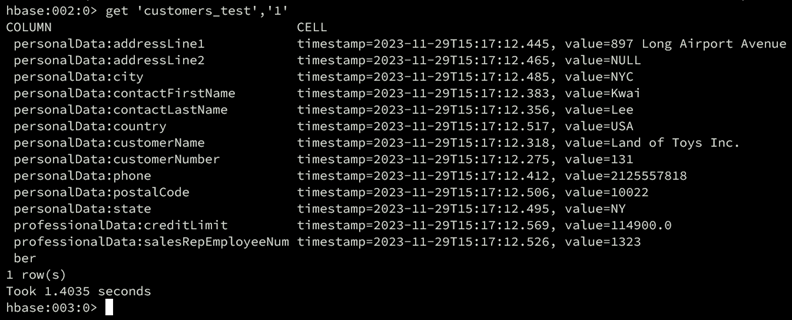 hbase:002:0> get 'customers_test','1'
COLUMN CELL
personalData:addressLine1 timestamp=2023-11-29T15:17:12.445, value=897 Long Airport Avenue
personalData:addressLine2 timestamp=2023-11-29T15:17:12.465, value=NULL
personalData:city timestamp=2023-11-29T15:17:12.485, value=NYC
personalData:contactFirstName timestamp=2023-11-29T15:17:12.383, value=Kwai
personalData:contactLastName timestamp=2023-11-29T15:17:12.356, value=Lee
personalData:country timestamp=2023-11-29T15:17:12.517, value=USA
personalData:customerName timestamp=2023-11-29T15:17:12.318, value=Land of Toys Inc.
personalData:customerNumber timestamp=2023-11-29T15:17:12.275, value=131
personalData:phone timestamp=2023-11-29T15:17:12.412, value=2125557818
personalData:postalCode timestamp=2023-11-29T15:17:12.506, value=10022
personalData:state timestamp=2023-11-29T15:17:12.495, value=NY
professionalData:creditLimit timestamp=2023-11-29T15:17:12.569, value=114900.0
professionalData:salesRepEmployeeNum timestamp=2023-11-29T15:17:12.526, value=1323
ber
1 row(s)
Took 1.4035 seconds
hbase:003:0>